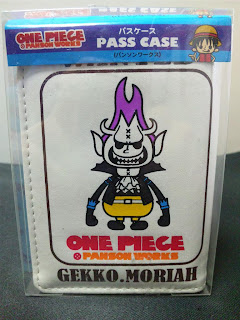 ONE PIECE
×PANSON WORKS
パスケース
PASS CASE
(パンソンワークス)
ONE PIECE
×PANSON WORKS
GEKKO.MORIAH